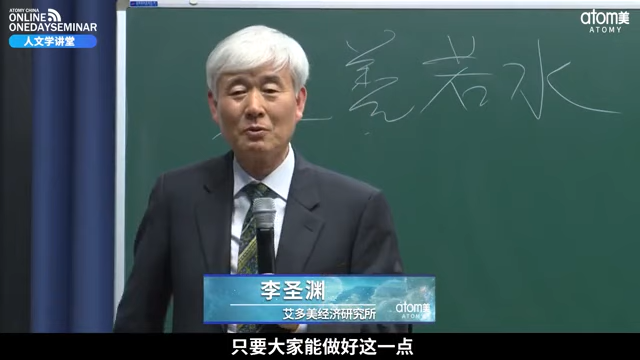 ATOMY CHINA
ONLINE
ONEDAYSEMINAR
人文学讲堂
atom美
ATOMY
善若水
李圣渊
艾多美经济研究所
atom美
ATOMY
只要大家能做好这一点